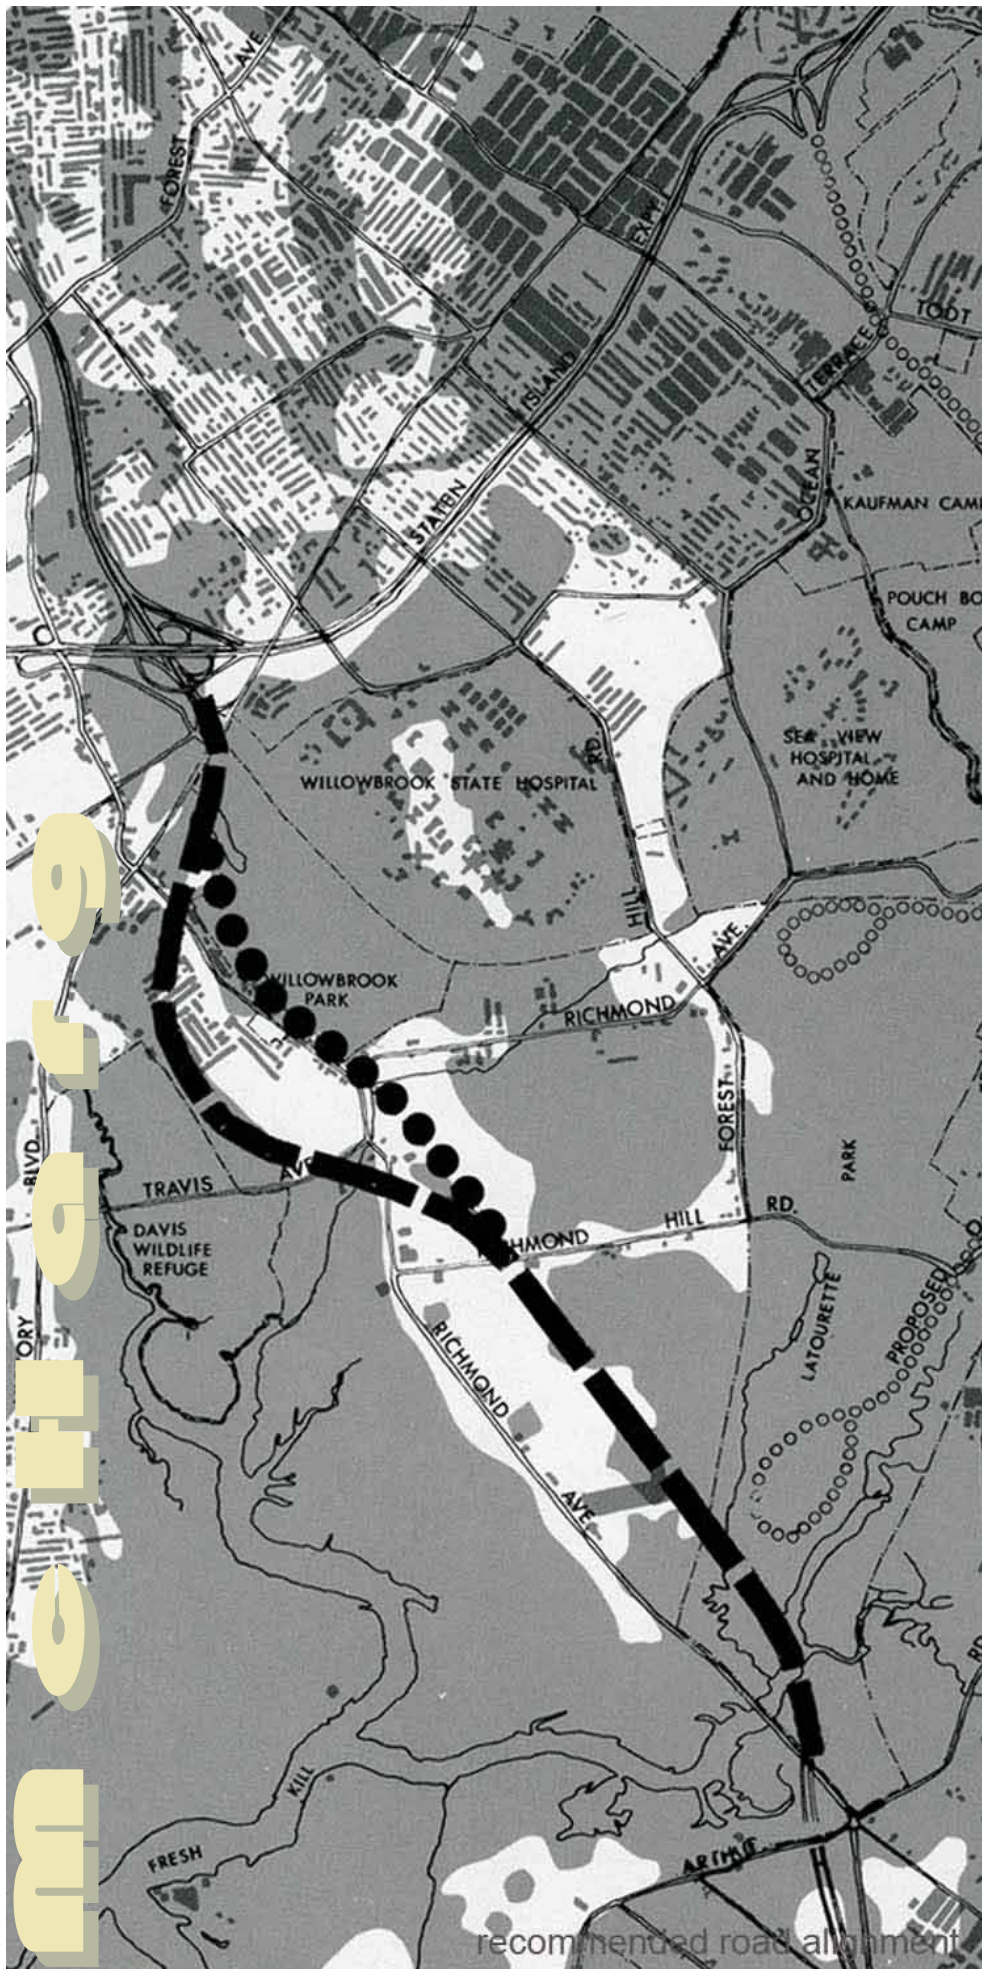 mcHarg
FOREST AVE
STATEN ISLAND EXPY.
TODT
TERRACE
OCEAN
KAUFMAN CAM
POUCH BO
CAMP
SEA VIEW
HOSPITAL
AND HOME
WILLOWBROOK STATE HOSPITAL
RD.
HILL
AVE.
RICHMOND
WILLOWBROOK
PARK
FOREST
PARK
BLVD.
TRAVIS AVE
DAVIS
WILDLIFE
REFUGE
RICHMOND HILL RD.
LATOURETTE
PROPOSED
ORY
RICHMOND AVE.
RD
KILL
FRESH
ARTHUR
recommended road alignment